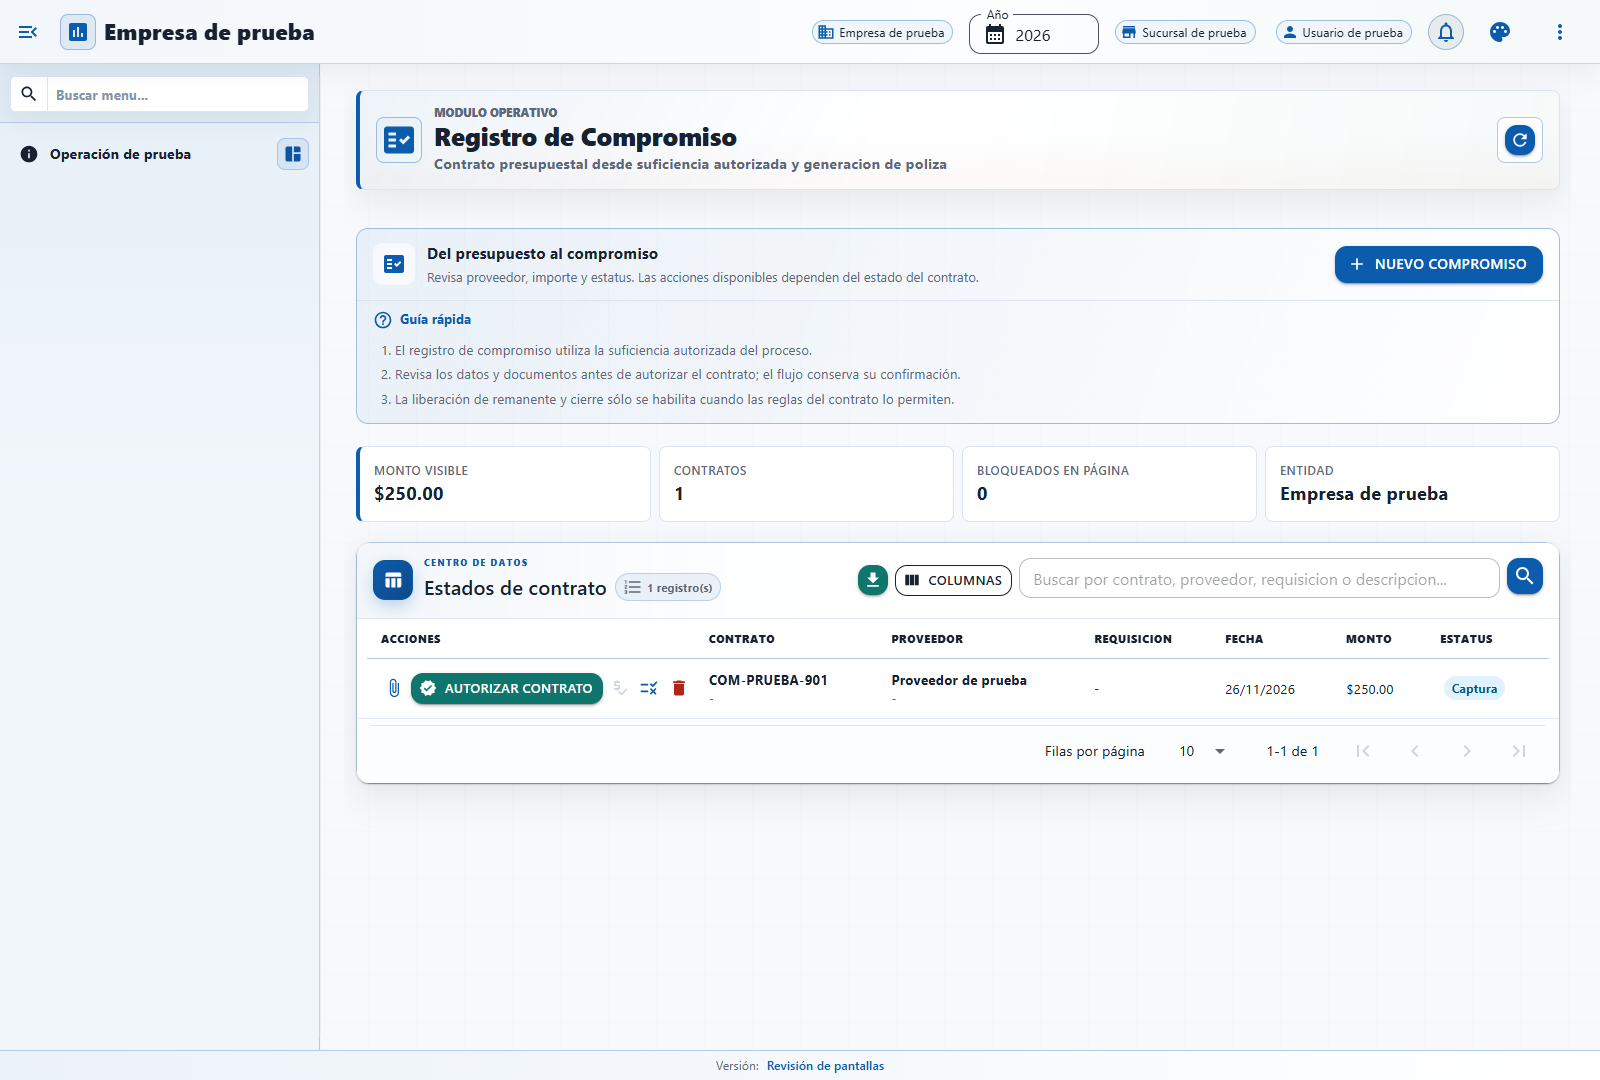 Empresa de prueba
Empresa de prueba
Año
2026
Sucursal de prueba
Usuario de prueba
Buscar menu...
Operación de prueba
MODULO OPERATIVO
Registro de Compromiso
Contrato presupuestal desde suficiencia autorizada y generacion de poliza
Del presupuesto al compromiso
Revisa proveedor, importe y estatus. Las acciones disponibles dependen del estado del contrato.
NUEVO COMPROMISO
Guía rápida
1. El registro de compromiso utiliza la suficiencia autorizada del proceso.
2. Revisa los datos y documentos antes de autorizar el contrato; el flujo conserva su confirmación.
3. La liberación de remanente y cierre sólo se habilita cuando las reglas del contrato lo permiten.
MONTO VISIBLE
$250.00
CONTRATOS
1
BLOQUEADOS EN PÁGINA
0
ENTIDAD
Empresa de prueba
CENTRO DE DATOS
Estados de contrato
1 registro(s)
COLUMNAS
Buscar por contrato, proveedor, requisicion o descripcion...
ACCIONES CONTRATO PROVEEDOR REQUISICION FECHA MONTO ESTATUS
AUTORIZAR CONTRATO COM-PRUEBA-901 Proveedor de prueba - 26/11/2026 $250.00 Captura
- -
Filas por página 10 1-1 de 1
Versión: Revisión de pantallas